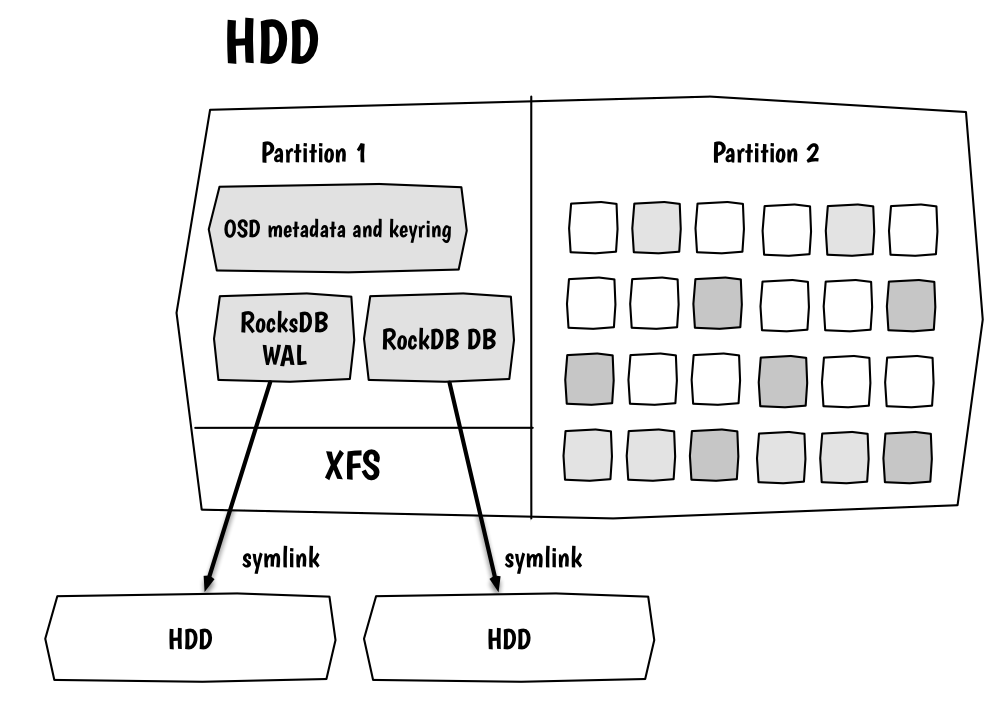 HDD
Partition 1
Partition 2
OSD metadata and keyring
RocksDB
WAL
RockDB DB
XFS
symlink
symlink
HDD
HDD